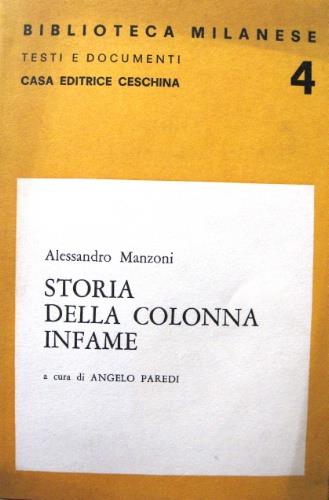 BIBLIOTECA MILANESE
TESTI E DOCUMENTI
CASA EDITRICE CESCHINA
4
Alessandro Manzoni
STORIA
DELLA COLONNA
INFAME
a cura di ANGELO PAREDI